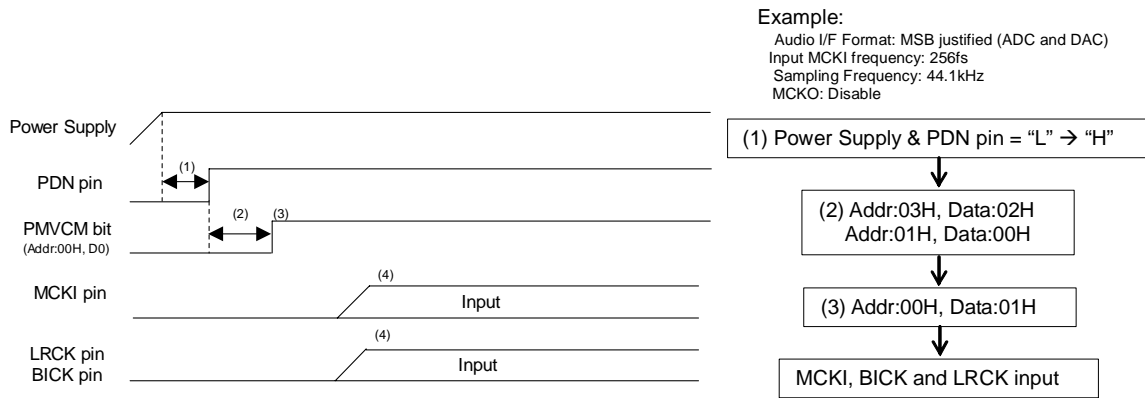 Example:
Audio I/F Format: MSB justified (ADC and DAC)
Input MCKI frequency: 256fs
Sampling Frequency: 44.1kHz
MCKO: Disable
Power Supply
(1)
PDN pin
(2)
(3)
PMVCM bit
(Addr:00H, D0)
(4)
MCKI pin
Input
(4)
LRCK pin
BICK pin
Input
(1) Power Supply & PDN pin = “L” → “H”
(2) Addr:03H, Data:02H
Addr:01H, Data:00H
(3) Addr:00H, Data:01H
MCKI, BICK and LRCK input